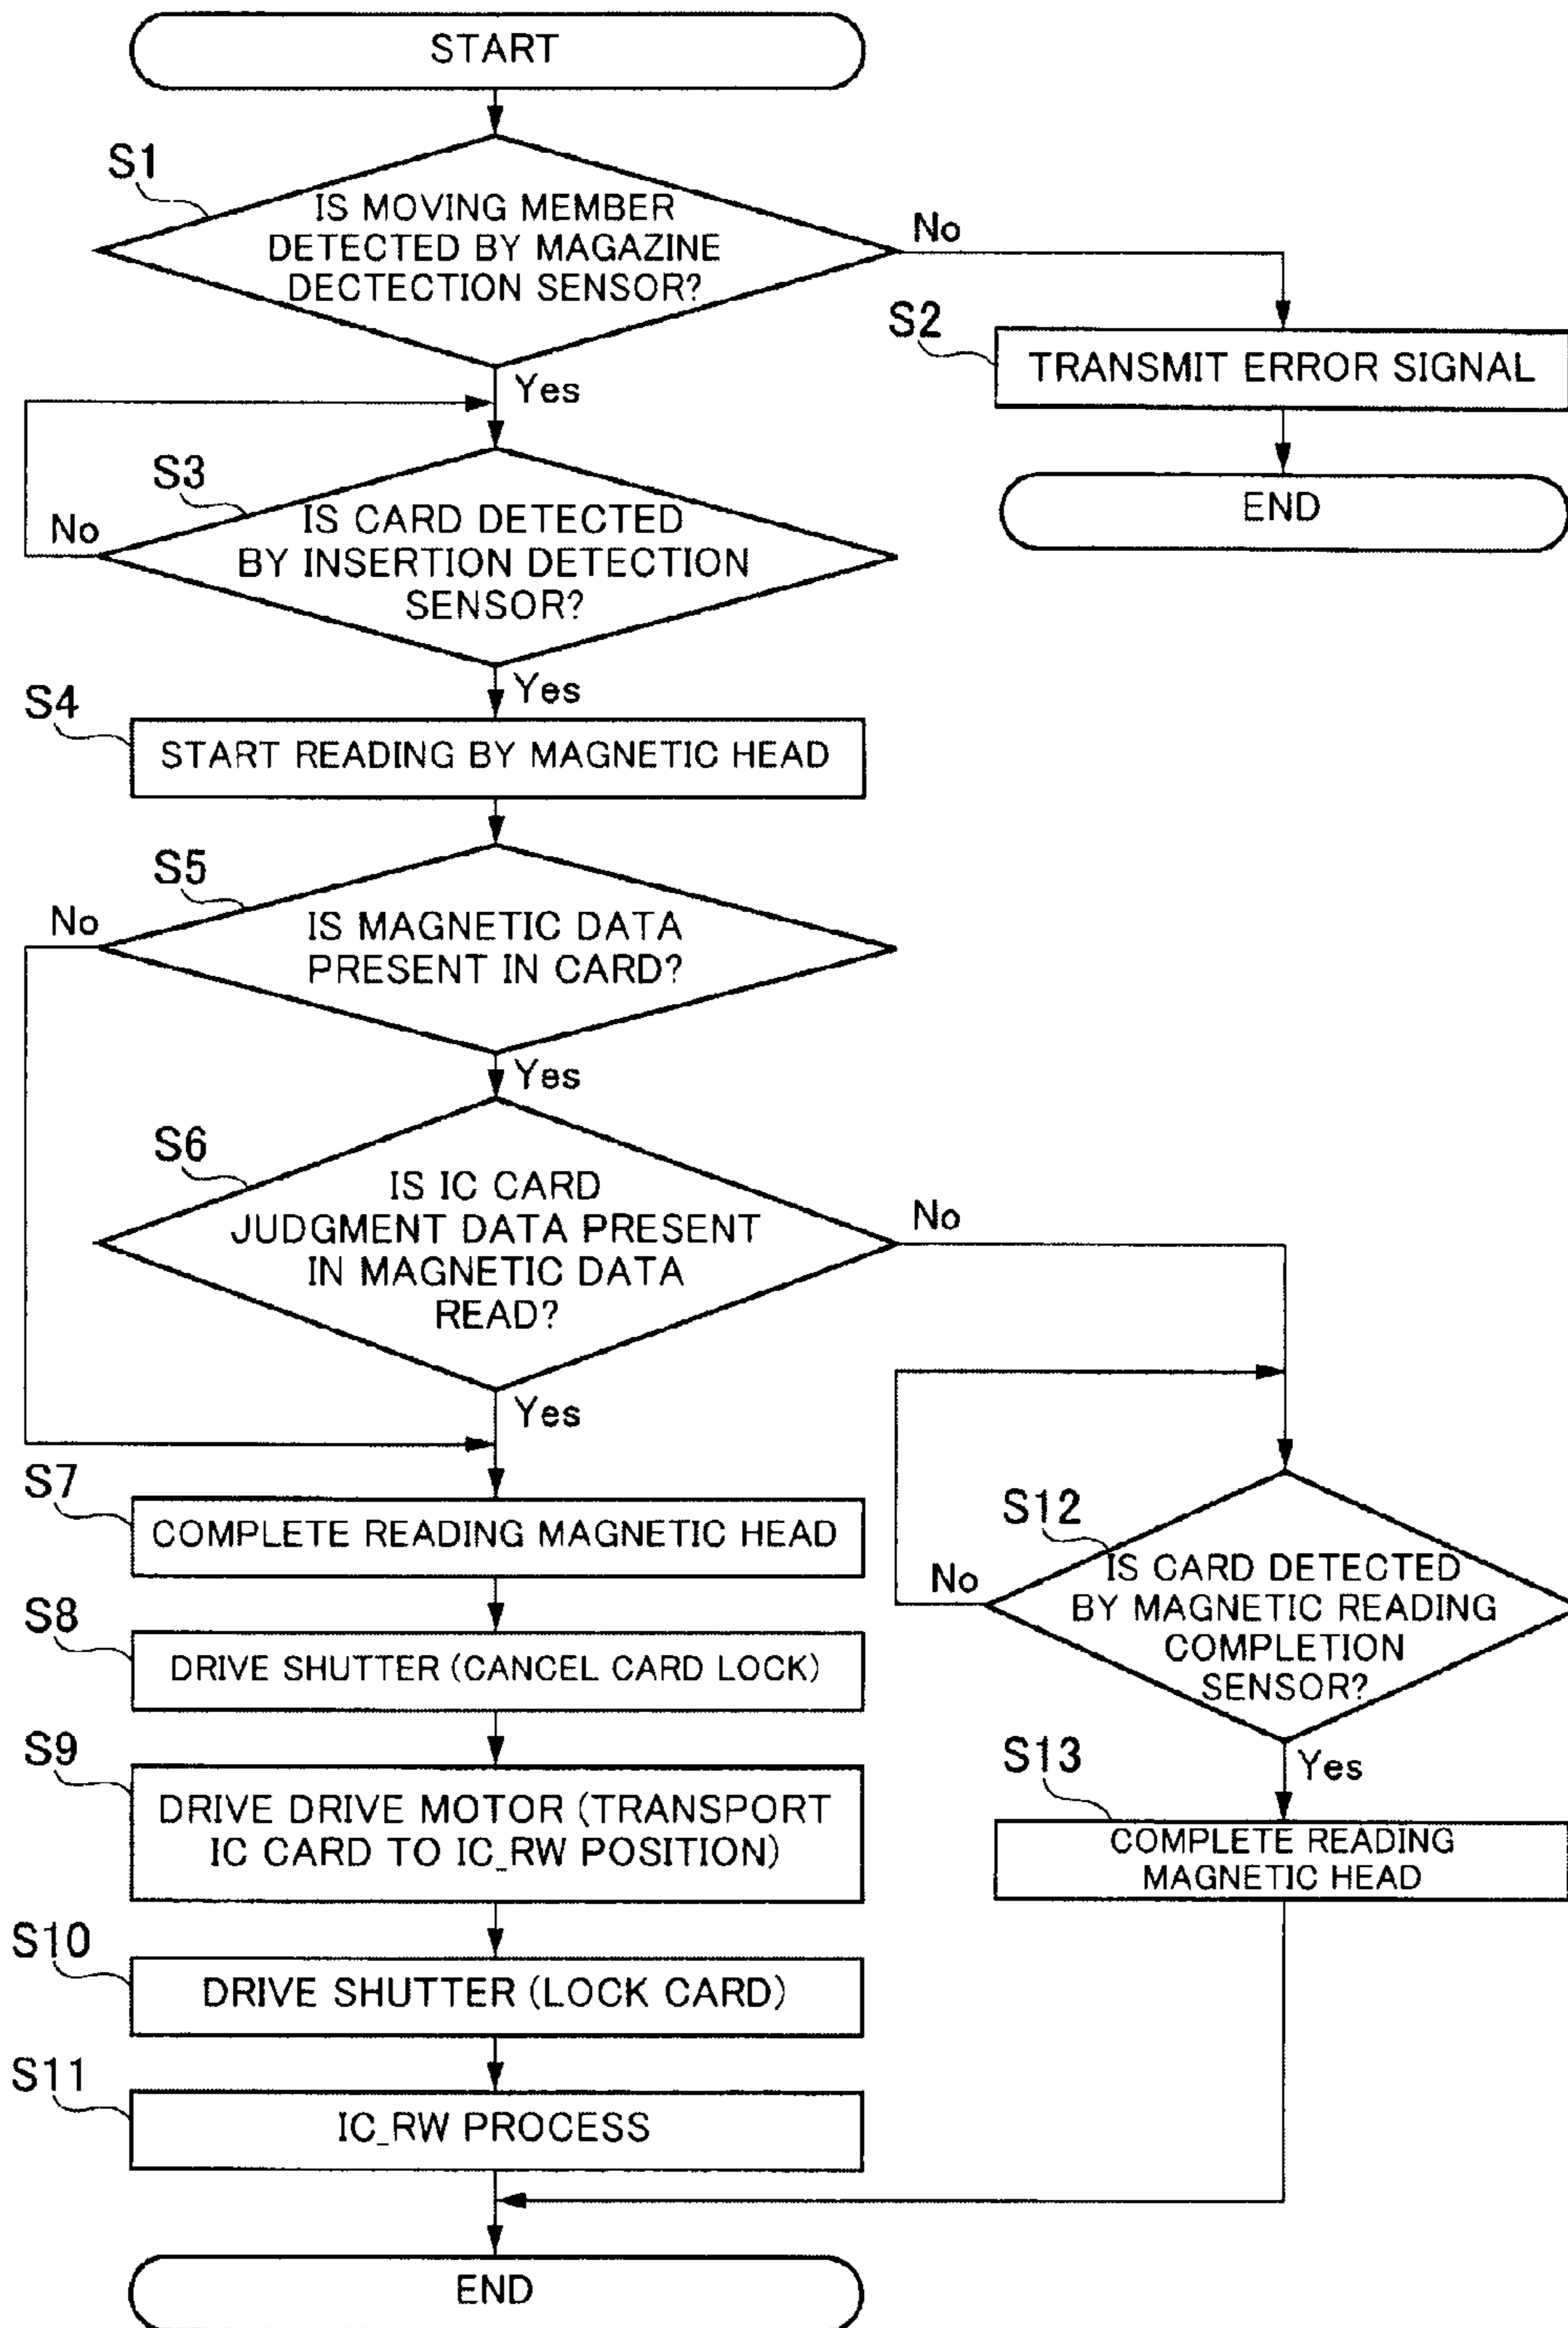 START
S1
IS MOVING MEMBER
DETECTED BY MAGAZINE
DECTECTION SENSOR?
No
Yes
S2
TRANSMIT ERROR SIGNAL
END
S3
IS CARD DETECTED
BY INSERTION DETECTION
SENSOR?
No
Yes
S4
START READING BY MAGNETIC HEAD
S5
IS MAGNETIC DATA
PRESENT IN CARD?
No
Yes
S6
IS IC CARD
JUDGMENT DATA PRESENT
IN MAGNETIC DATA
READ?
No
Yes
S7
COMPLETE READING MAGNETIC HEAD
S8
DRIVE SHUTTER (CANCEL CARD LOCK)
S9
DRIVE DRIVE MOTOR (TRANSPORT
IC CARD TO IC_RW POSITION)
S10
DRIVE SHUTTER (LOCK CARD)
S11
IC_RW PROCESS
S12
IS CARD DETECTED
BY MAGNETIC READING
COMPLETION
SENSOR?
No
Yes
S13
COMPLETE READING
MAGNETIC HEAD
END